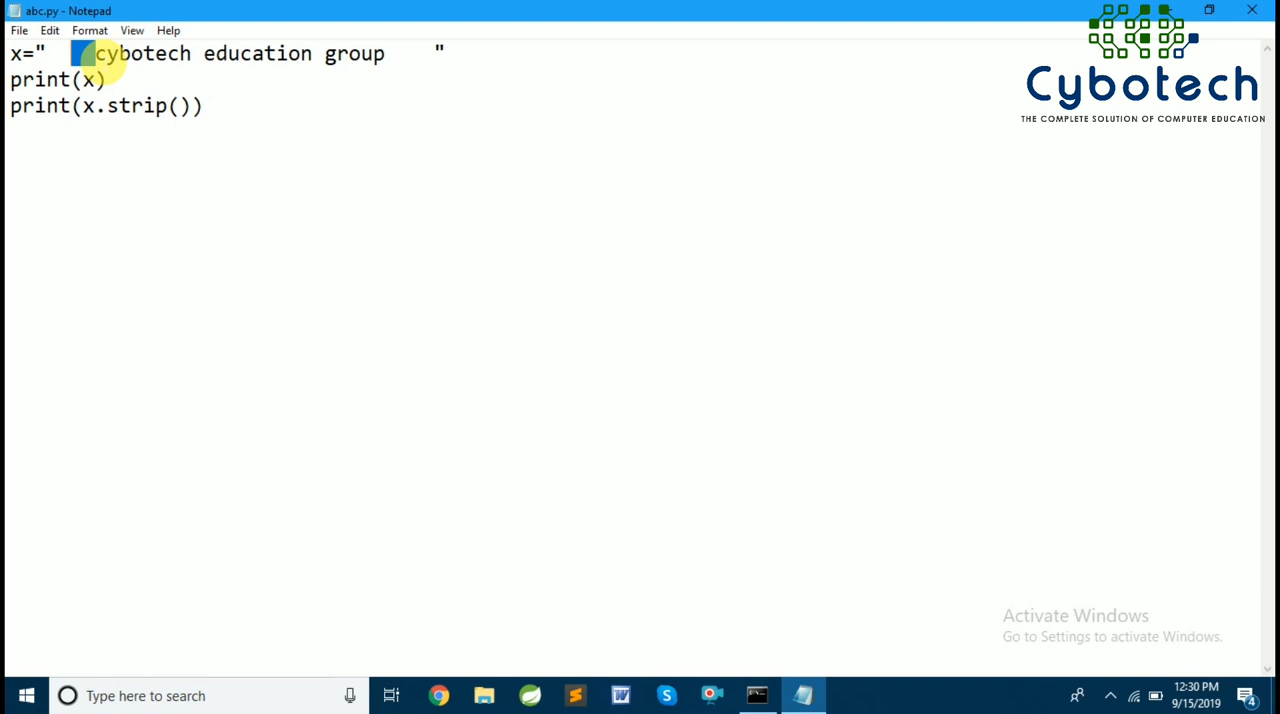 abc.py - Notepad
File Edit Format View Help
x="    cybotech education group    "
print(x)
print(x.strip())
Cybotech
THE COMPLETE SOLUTION OF COMPUTER EDUCATION
Activate Windows
Go to Settings to activate Windows.
Type here to search
12:30 PM
9/15/2019
4